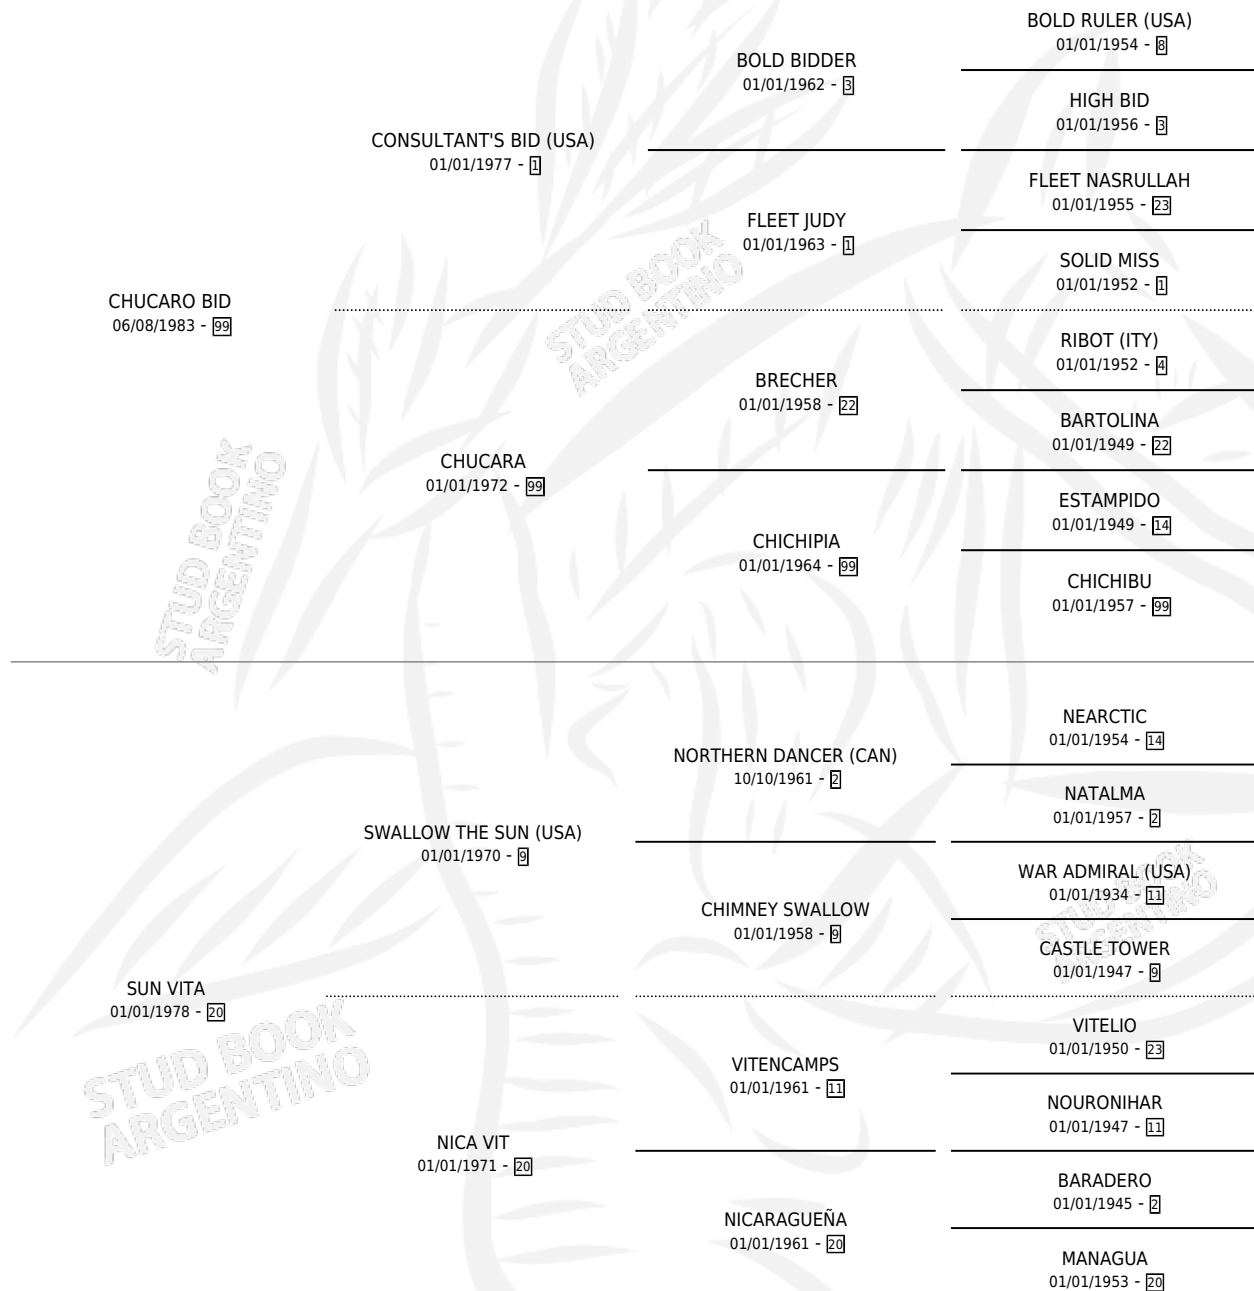 BOLD RULER (USA)
01/01/1954 - 8
BOLD BIDDER
01/01/1962 - 3
HIGH BID
01/01/1956 - 3
CONSULTANT'S BID (USA)
01/01/1977 - 1
FLEET NASRULLAH
01/01/1955 - 23
FLEET JUDY
01/01/1963 - 1
SOLID MISS
01/01/1952 - 1
CHUCARO BID
06/08/1983 - 99
RIBOT (ITY)
01/01/1952 - 4
BRECHER
01/01/1958 - 22
BARTOLINA
01/01/1949 - 22
CHUCARA
01/01/1972 - 99
ESTAMPIDO
01/01/1949 - 14
CHICHIPIA
01/01/1964 - 99
CHICHIBU
01/01/1957 - 99
NEARCTIC
01/01/1954 - 14
NORTHERN DANCER (CAN)
10/10/1961 - 2
NATALMA
01/01/1957 - 2
SWALLOW THE SUN (USA)
01/01/1970 - 9
WAR ADMIRAL (USA)
01/01/1934 - 11
CHIMNEY SWALLOW
01/01/1958 - 9
CASTLE TOWER
01/01/1947 - 9
SUN VITA
01/01/1978 - 20
VITELIO
01/01/1950 - 23
VITENCAMPS
01/01/1961 - 11
NOURONIHAR
01/01/1947 - 11
NICA VIT
01/01/1971 - 20
BARADERO
01/01/1945 - 2
NICARAGUEÑA
01/01/1961 - 20
MANAGUA
01/01/1953 - 20
STUD BOOK
ARGENTINO
STUD BOOK
ARGENTINO
STUD BOOK
ARGENTINO
STUD BOOK
ARGENTINO